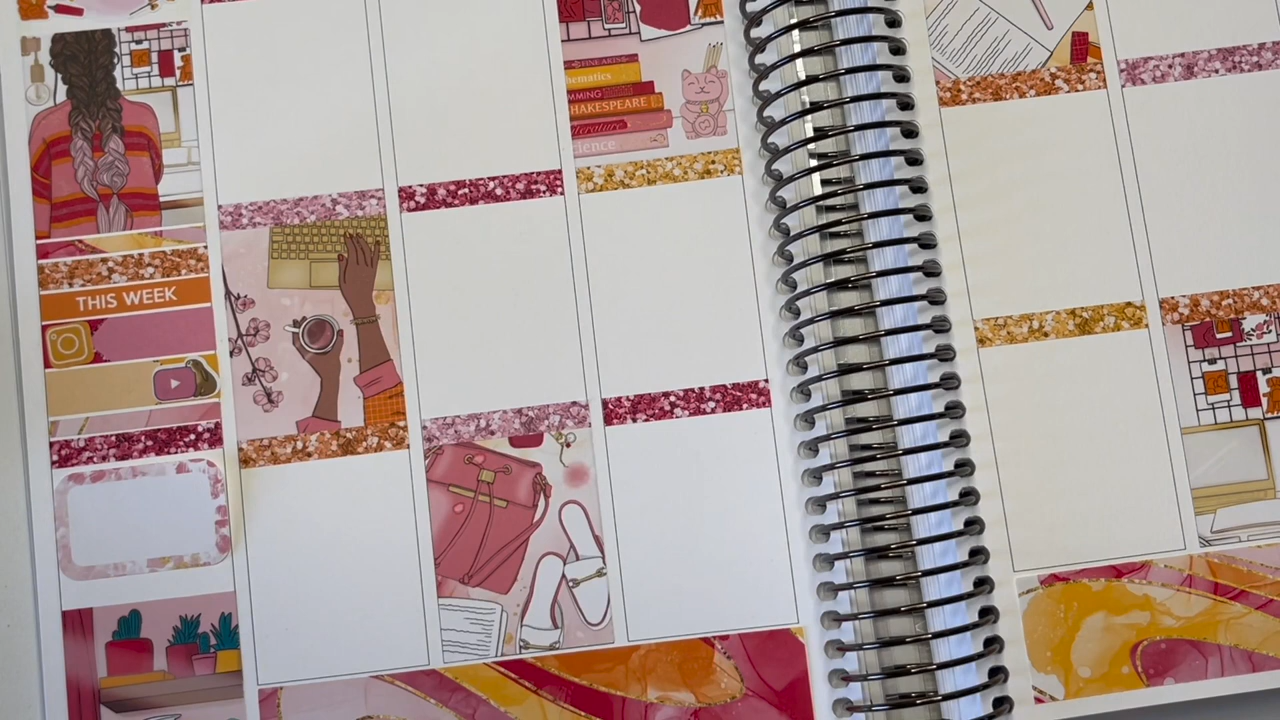 THIS WEEK
FINE ARTS
hematics
MMING
HAKESPEARE
iterature
cience